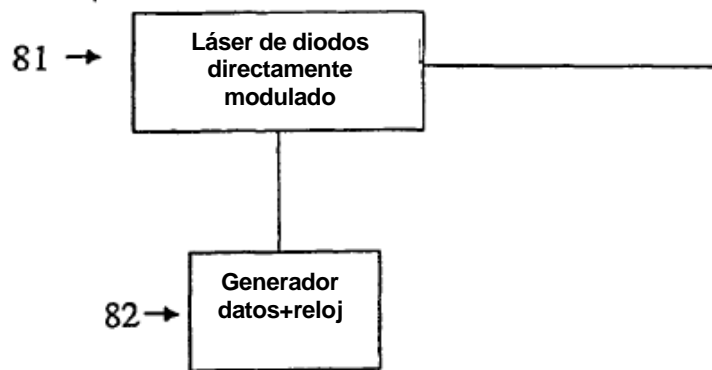 81 → Láser de diodos
directamente
modulado
Generador
82 → datos+reloj